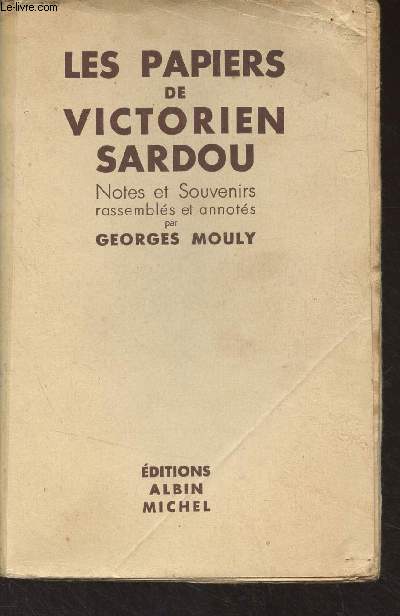 Le-livre.com
LES PAPIERS
DE
VICTORIEN
SARDOU
Notes et Souvenirs
rassemblés et annotés
par
GEORGES MOULY
ÉDITIONS
ALBIN
MICHEL